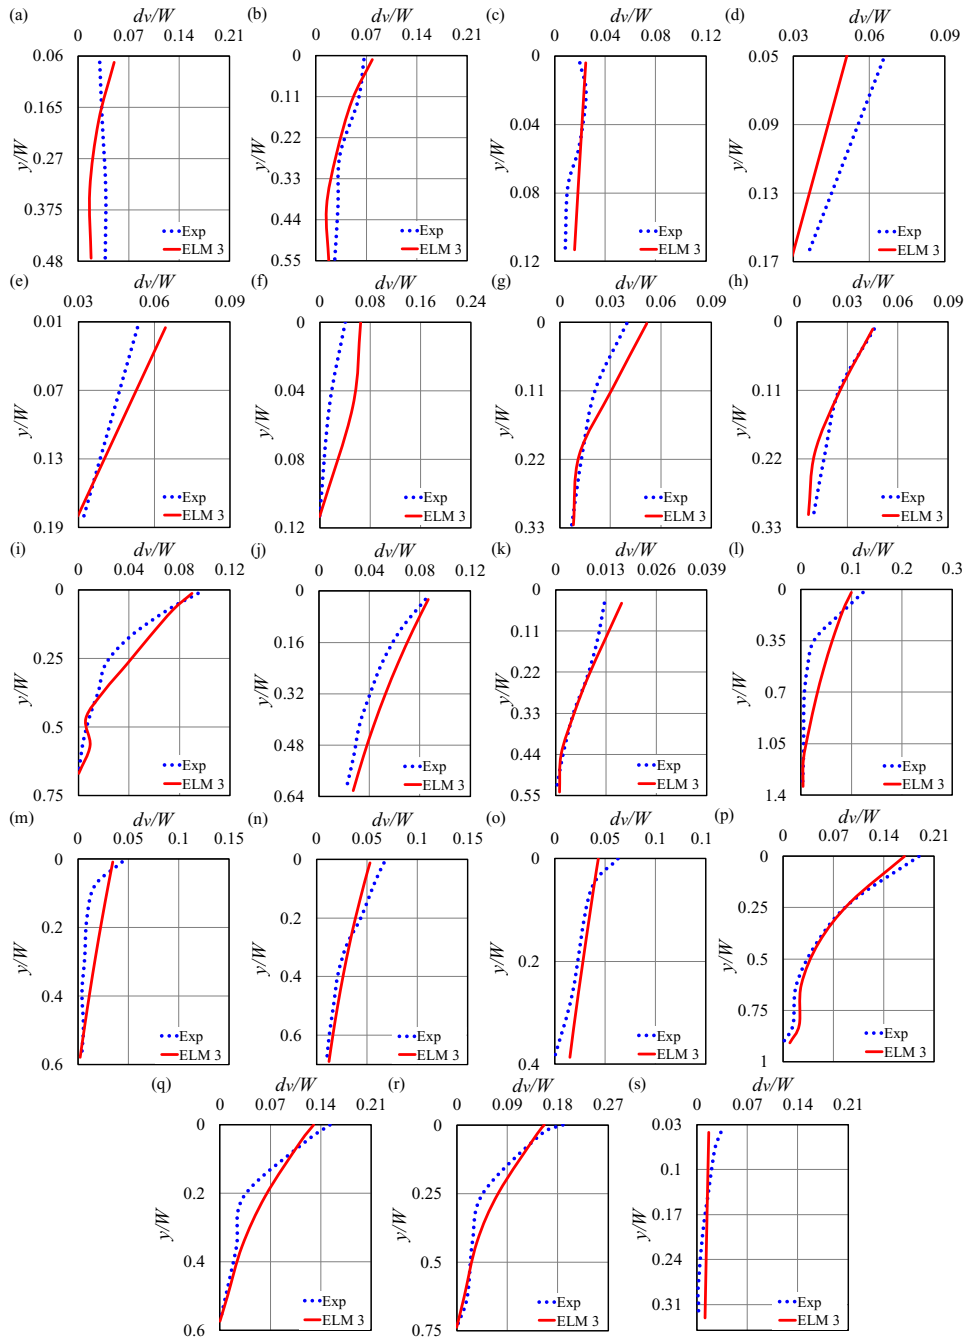 (a) dv/W
0 0.07 0.14 0.21
0.06
0.165
0.27
0.375
0.48
y/W
Exp
ELM 3
(b) dv/W
0 0.07 0.14 0.21
0
0.11
0.22
0.33
0.44
0.55
y/W
Exp
ELM 3
(c) dv/W
0 0.04 0.08 0.12
0
0.04
0.08
0.12
y/W
Exp
ELM 3
(d) dv/W
0.03 0.06 0.09
0.05
0.09
0.13
0.17
y/W
Exp
ELM 3
(e) dv/W
0.03 0.06 0.09
0.01
0.07
0.13
0.19
y/W
Exp
ELM 3
(f) dv/W
0 0.08 0.16 0.24
0
0.04
0.08
0.12
y/W
Exp
ELM 3
(g) dv/W
0 0.03 0.06 0.09
0
0.11
0.22
0.33
y/W
Exp
ELM 3
(h) dv/W
0 0.03 0.06 0.09
0
0.11
0.22
0.33
y/W
Exp
ELM 3
(i) dv/W
0 0.04 0.08 0.12
0
0.25
0.5
0.75
y/W
Exp
ELM 3
(j) dv/W
0 0.04 0.08 0.12
0
0.16
0.32
0.48
0.64
y/W
Exp
ELM 3
(k) dv/W
0 0.013 0.026 0.039
0
0.11
0.22
0.33
0.44
0.55
y/W
Exp
ELM 3
(l) dv/W
0 0.1 0.2 0.3
0
0.35
0.7
1.05
1.4
y/W
Exp
ELM 3
(m) dv/W
0 0.05 0.1 0.15
0
0.2
0.4
0.6
y/W
Exp
ELM 3
(n) dv/W
0 0.05 0.1 0.15
0
0.2
0.4
0.6
y/W
Exp
ELM 3
(o) dv/W
0 0.05 0.1 0.1
0
0.2
0.4
y/W
Exp
ELM 3
(p) dv/W
0 0.07 0.14 0.21
0
0.25
0.5
0.75
1
y/W
Exp
ELM 3
(q) dv/W
0 0.07 0.14 0.21
0
0.2
0.4
0.6
y/W
Exp
ELM 3
(r) dv/W
0 0.09 0.18 0.27
0
0.25
0.5
0.75
y/W
Exp
ELM 3
(s) dv/W
0 0.07 0.14 0.21
0.03
0.1
0.17
0.24
0.31
y/W
Exp
ELM 3